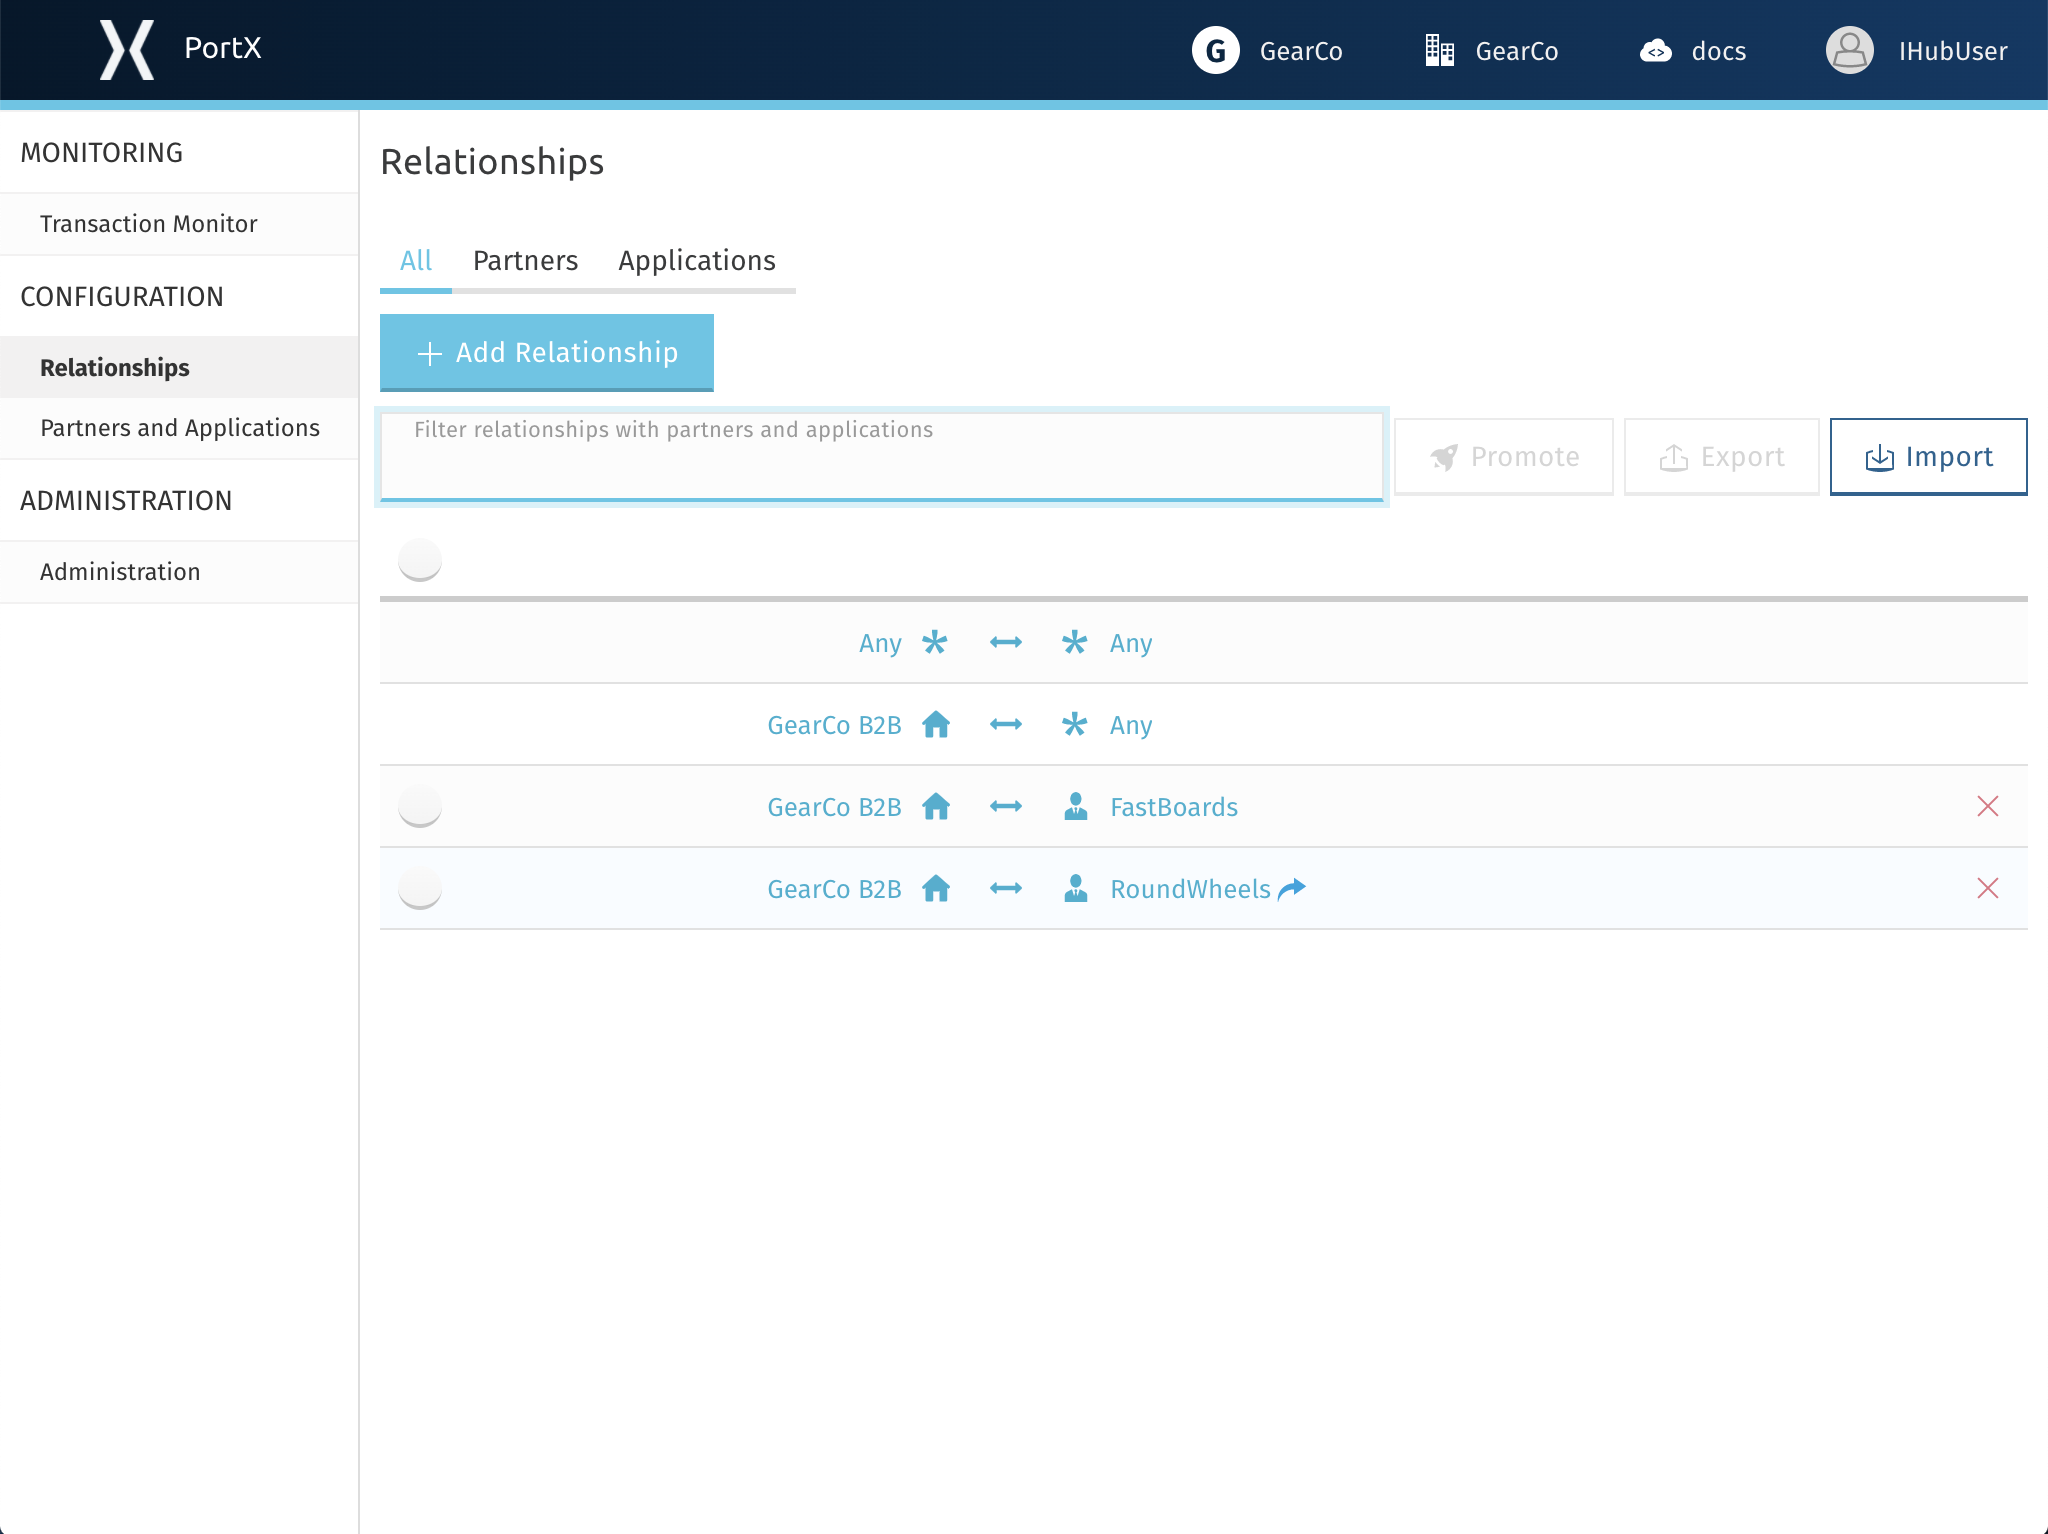 PortX
G GearCo
GearCo
docs
IHubUser
MONITORING
Transaction Monitor
CONFIGURATION
Relationships
Partners and Applications
ADMINISTRATION
Administration
Relationships
All Partners Applications
Add Relationship
Filter relationships with partners and applications
Promote
Export
Import
Any * Any
GearCo B2B * Any
GearCo B2B FastBoards
GearCo B2B RoundWheels